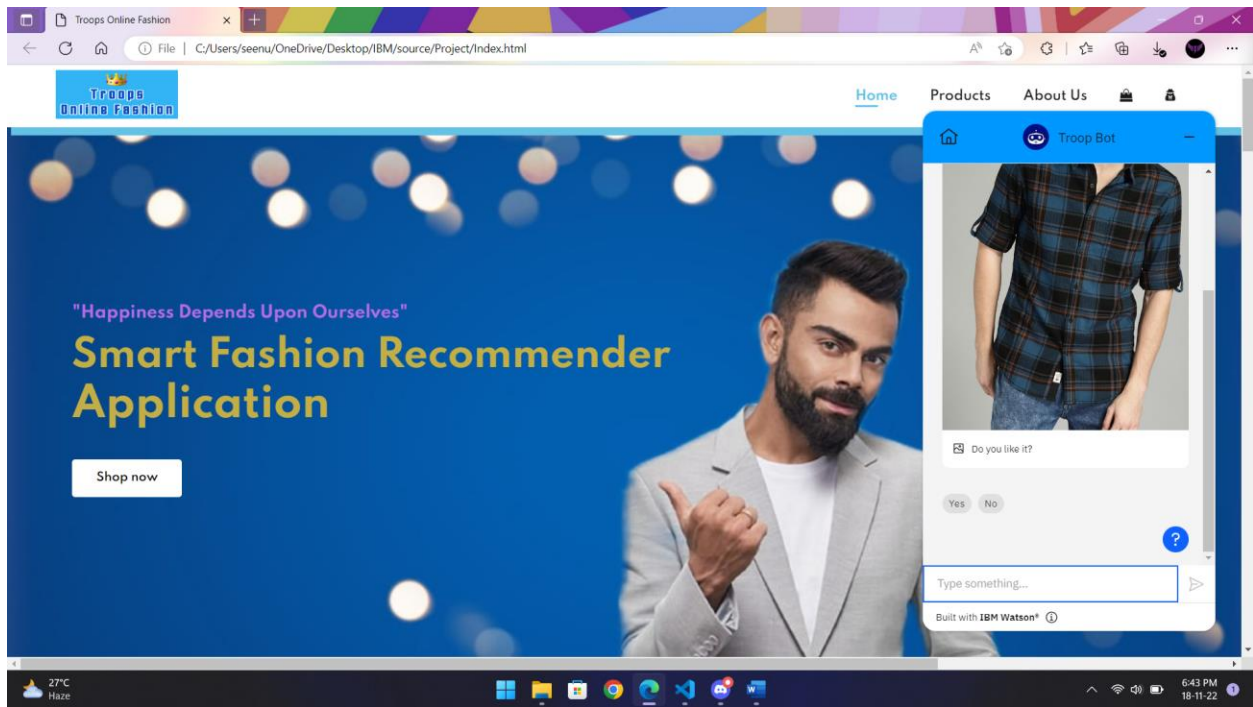 Troops Online Fashion
File | C:/Users/seenu/OneDrive/Desktop/IBM/source/Project/Index.html
Troops
Online Fashion
Home Products About Us
Troop Bot
"Happiness Depends Upon Ourselves"
Smart Fashion Recommender
Application
Shop now
Do you like it?
Yes No
?
Type something...
Built with IBM Watson®
27°C
Haze
6:43 PM
18-11-22
1